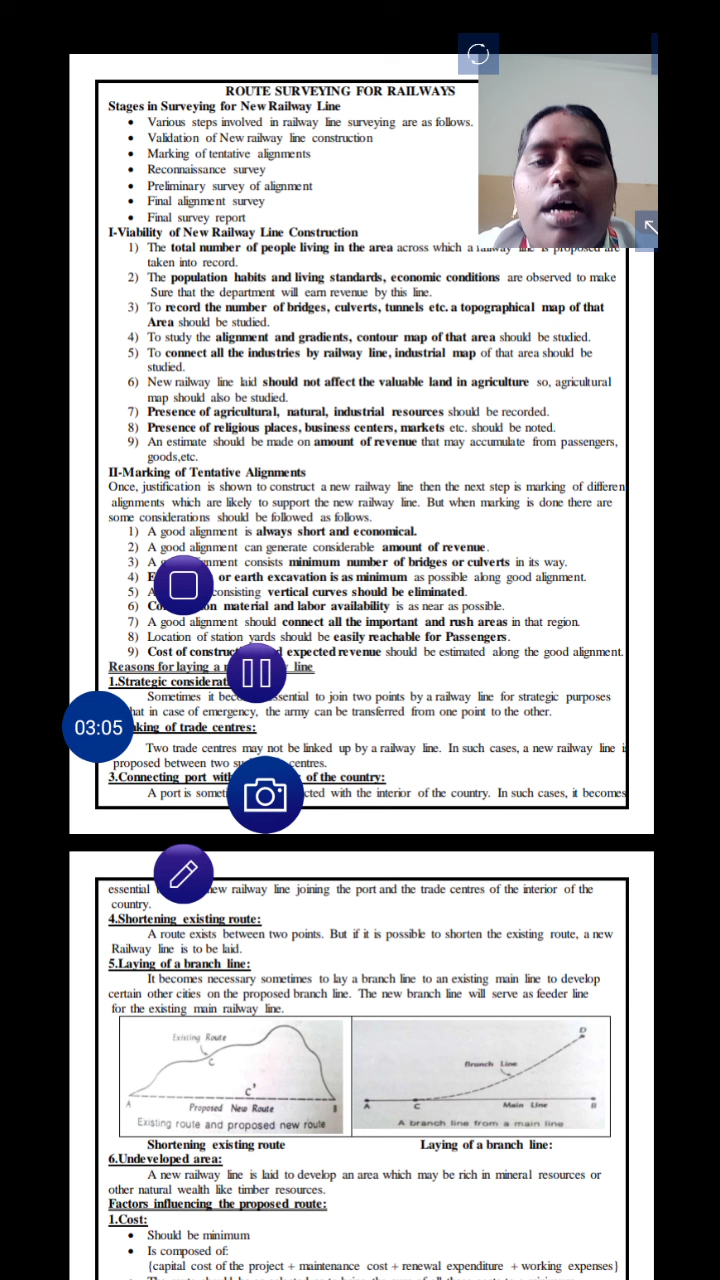 ROUTE SURVEYING FOR RAILWAYS
Stages in Surveying for New Railway Line
• Various steps involved in railway line surveying are as follows.
• Validation of New railway line construction
• Marking of tentative alignments
• Reconnaissance survey
• Preliminary survey of alignment
• Final alignment survey
• Final survey report
I-Viability of New Railway Line Construction
1) The total number of people living in the area across which a railway line is proposed are
taken into record.
2) The population habits and living standards, economic conditions are observed to make
Sure that the department will earn revenue by this line.
3) To record the number of bridges, culverts, tunnels etc. a topographical map of that
Area should be studied.
4) To study the alignment and gradients, contour map of that area should be studied.
5) To connect all the industries by railway line, industrial map of that area should be
studied.
6) New railway line laid should not affect the valuable land in agriculture so, agricultural
map should also be studied.
7) Presence of agricultural, natural, industrial resources should be recorded.
8) Presence of religious places, business centers, markets etc. should be noted.
9) An estimate should be made on amount of revenue that may accumulate from passengers,
goods,etc.
II-Marking of Tentative Alignments
Once, justification is shown to construct a new railway line then the next step is marking of differen
alignments which are likely to support the new railway line. But when marking is done there are
some considerations should be followed as follows.
1) A good alignment is always short and economical.
2) A good alignment can generate considerable amount of revenue.
3) A nment consists minimum number of bridges or culverts in its way.
4) or earth excavation is as minimum as possible along good alignment.
5) consisting vertical curves should be eliminated.
6) Co n material and labor availability is as near as possible.
7) A good alignment should connect all the important and rush areas in that region.
8) Location of station yards should be easily reachable for Passengers.
9) Cost of construc expected revenue should be estimated along the good alignment.
Reasons for laying a line
1.Strategic considerat
Sometimes it bec ssential to join two points by a railway line for strategic purposes
hat in case of emergency, the army can be transferred from one point to the other.
03:05
king of trade centres:
Two trade centres may not be linked up by a railway line. In such cases, a new railway line i
proposed between two su centres.
3.Connecting port wit of the country:
A port is someti cted with the interior of the country. In such cases, it becomes
essential new railway line joining the port and the trade centres of the interior of the
country.
4.Shortening existing route:
A route exists between two points. But if it is possible to shorten the existing route, a new
Railway line is to be laid.
5.Laying of a branch line:
It becomes necessary sometimes to lay a branch line to an existing main line to develop
certain other cities on the proposed branch line. The new branch line will serve as feeder line
for the existing main railway line.
Existing Route
C
C'
A
B
Proposed New Route
Existing route and proposed new route
D
Branch Line
A
C
Main Line
B
A branch line from a main line
Shortening existing route
Laying of a branch line:
6.Undeveloped area:
A new railway line is laid to develop an area which may be rich in mineral resources or
other natural wealth like timber resources.
Factors influencing the proposed route:
1.Cost:
• Should be minimum
• Is composed of:
{capital cost of the project + maintenance cost + renewal expenditure + working expenses}